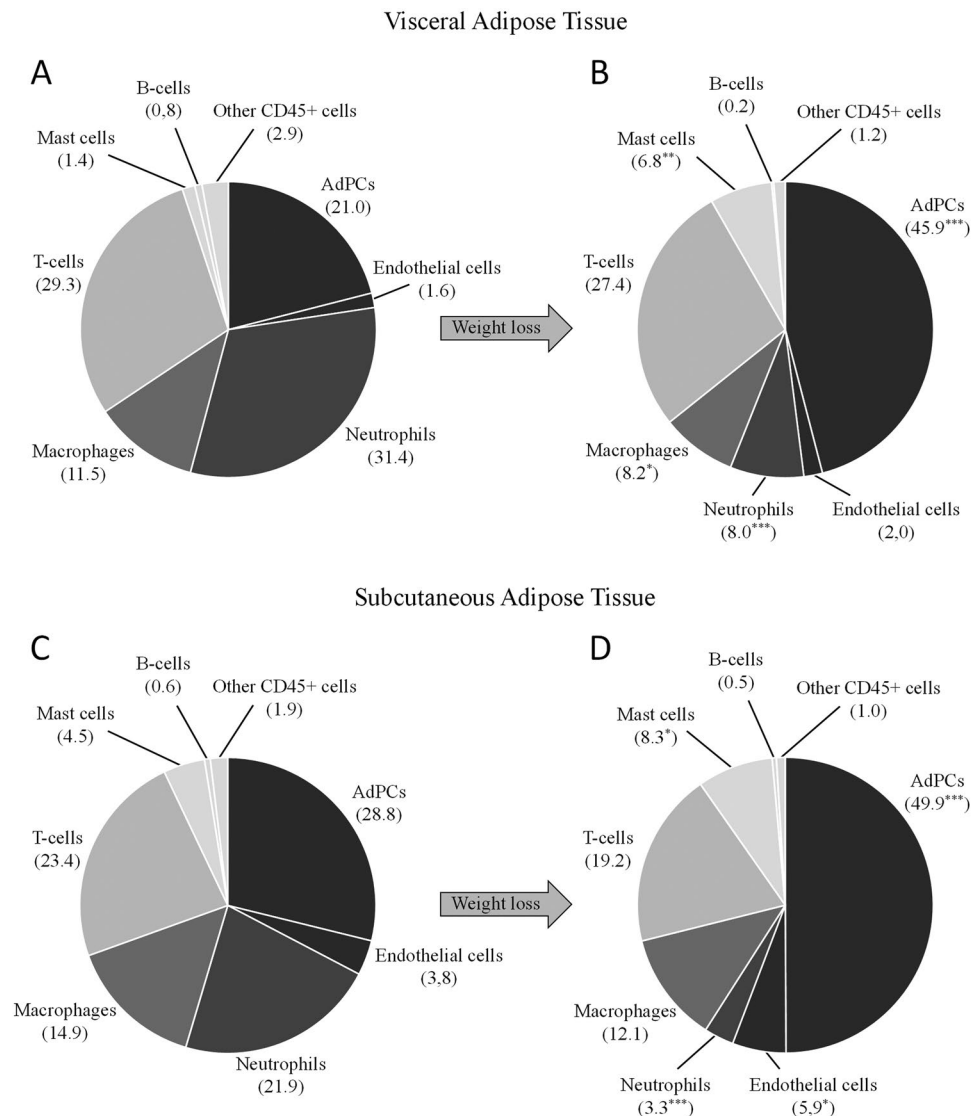 Visceral Adipose Tissue
A
B-cells
(0,8)
Other CD45+ cells
(2.9)
Mast cells
(1.4)
AdPCs
(21.0)
Endothelial cells
(1.6)
T-cells
(29.3)
Macrophages
(11.5)
Neutrophils
(31.4)
Weight loss
B
B-cells
(0.2)
Other CD45+ cells
(1.2)
Mast cells
(6.8**)
AdPCs
(45.9***)
T-cells
(27.4)
Macrophages
(8.2*)
Neutrophils
(8.0***)
Endothelial cells
(2,0)
Subcutaneous Adipose Tissue
C
B-cells
(0.6)
Other CD45+ cells
(1.9)
Mast cells
(4.5)
AdPCs
(28.8)
T-cells
(23.4)
Endothelial cells
(3,8)
Macrophages
(14.9)
Neutrophils
(21.9)
Weight loss
D
B-cells
(0.5)
Other CD45+ cells
(1.0)
Mast cells
(8.3*)
AdPCs
(49.9***)
T-cells
(19.2)
Macrophages
(12.1)
Neutrophils
(3.3***)
Endothelial cells
(5,9*)